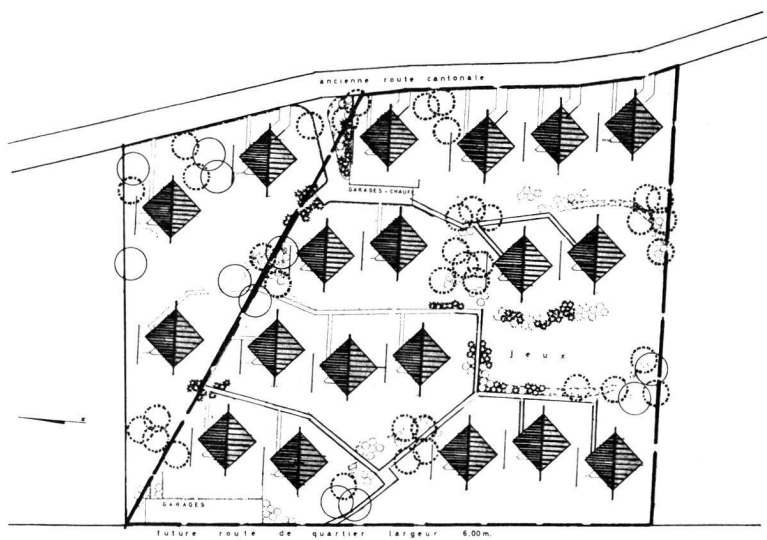 ancienne route cantonale
GARAGES - CHAUFF
jeux
GARAGES
future route de quartier largeur 6,00m.